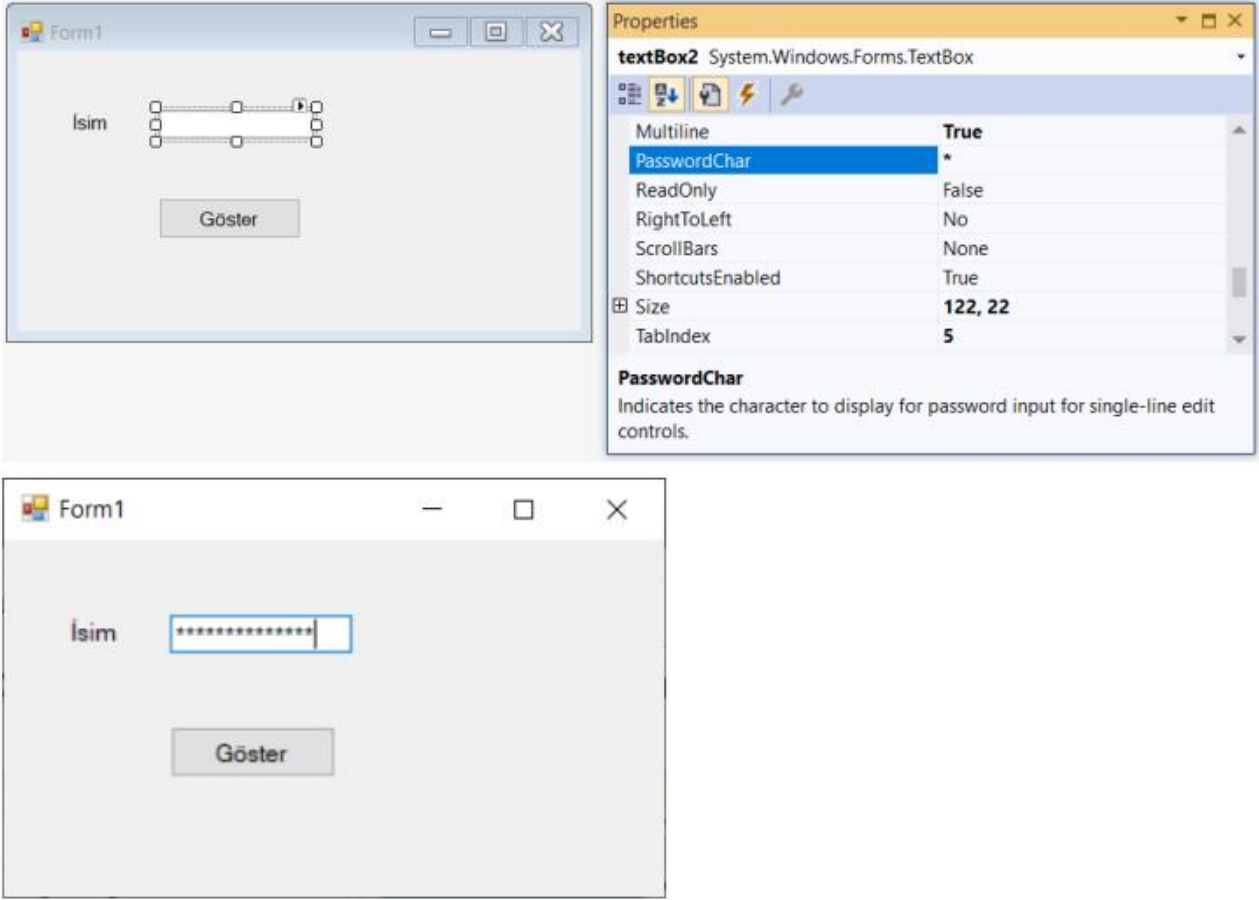 Form1
İsim
Göster
Properties
textBox2 System.Windows.Forms.TextBox
Multiline True
PasswordChar *
ReadOnly False
RightToLeft No
ScrollBars None
ShortcutsEnabled True
Size 122, 22
TabIndex 5
PasswordChar
Indicates the character to display for password input for single-line edit
controls.
Form1
İsim **************
Göster